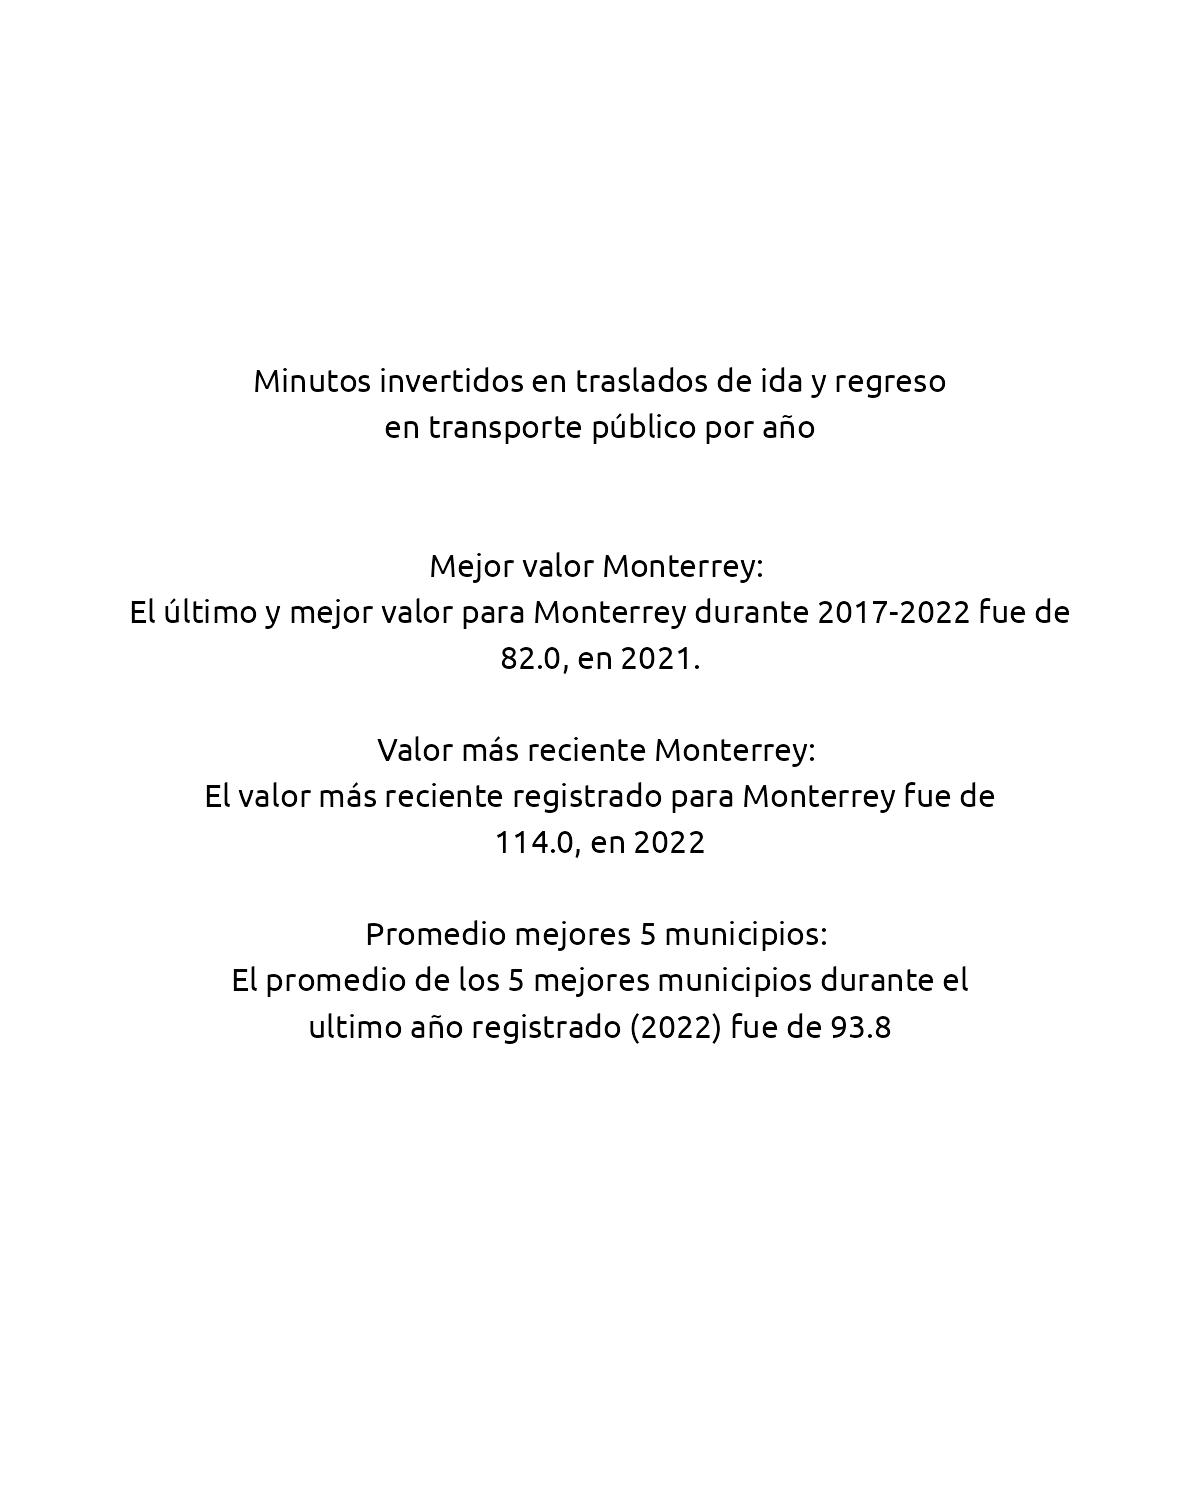 Minutos invertidos en traslados de ida y regreso
en transporte público por año
Mejor valor Monterrey:
El último y mejor valor para Monterrey durante 2017-2022 fue de
82.0, en 2021.
Valor más reciente Monterrey:
El valor más reciente registrado para Monterrey fue de
114.0, en 2022
Promedio mejores 5 municipios:
El promedio de los 5 mejores municipios durante el
ultimo año registrado (2022) fue de 93.8